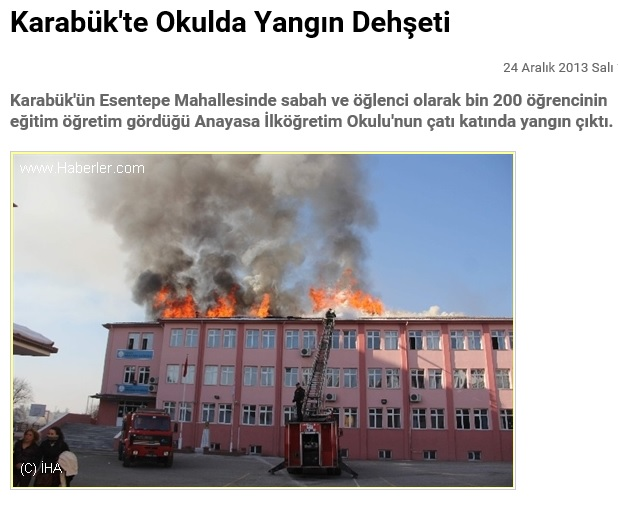 Karabük'te Okulda Yangın Dehşeti
24 Aralık 2013 Salı
Karabük'ün Esentepe Mahallesinde sabah ve öğlenci olarak bin 200 öğrencinin
eğitim öğretim gördüğü Anayasa İlköğretim Okulu'nun çatı katında yangın çıktı.
www.Haberler.com
(C) İHA